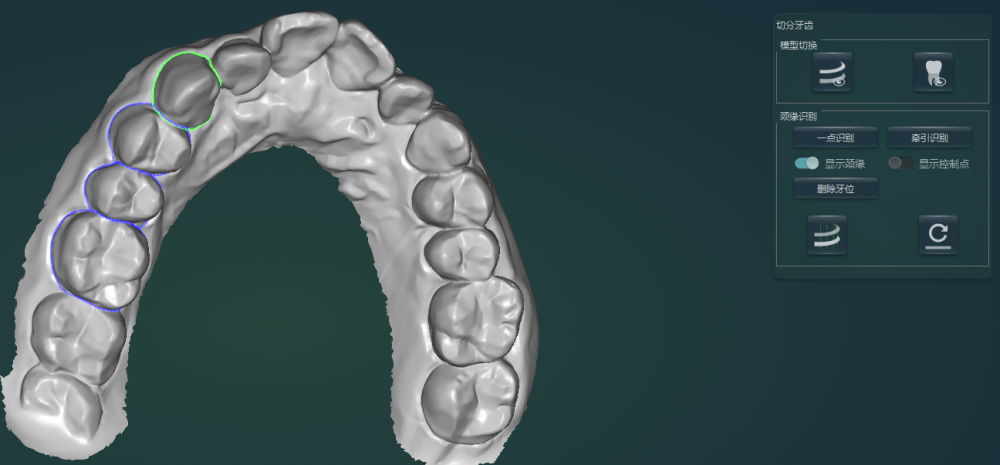 切分牙齿
模型切换
颈缘识别
一点识别
牵引识别
显示颈缘
显示控制点
删除牙位